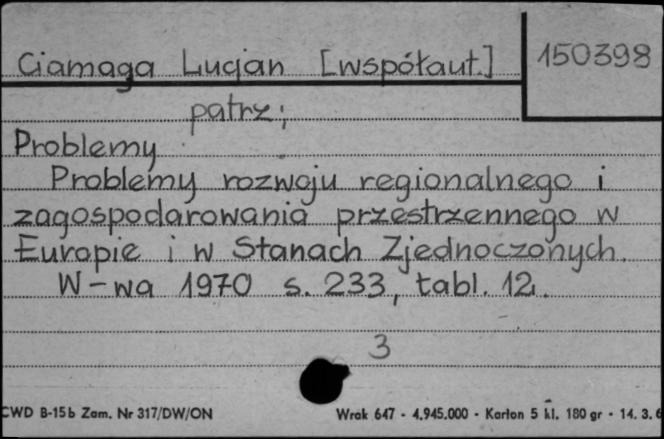 Ciamaga Lucjan [współaut.]
150398
patrz:
Problemy
Problemy rozwoju regionalnego i
zagospodarowania przestrzennego w
Europie i w Stanach Zjednoczonych.
W-wa 1970 s. 233, tabl. 12.
3
CWD B-15b Zam. Nr 317/DW/ON
Wrak 647 - 4.945.000 - Karton 5 kl. 180 gr - 14. 3. 6